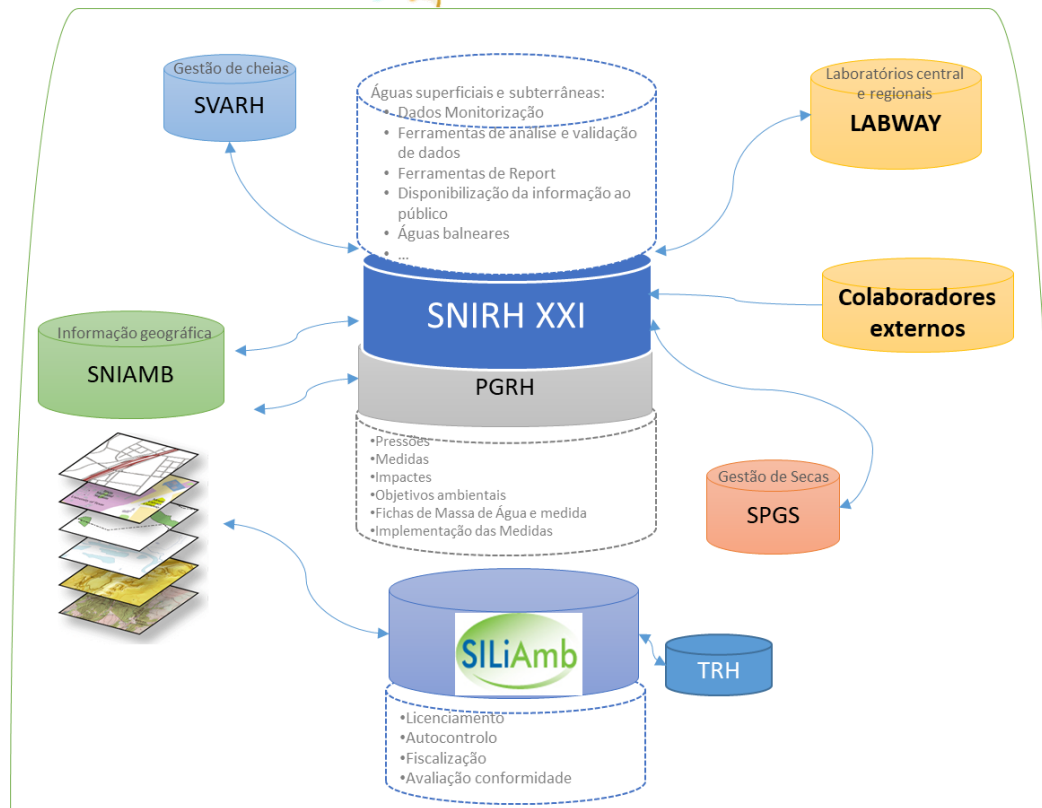 Gestão de cheias
SVARH
Águas superficiais e subterrâneas:
• Dados Monitorização
• Ferramentas de análise e validação
de dados
• Ferramentas de Report
• Disponibilização da informação ao
público
• Águas balneares
• ...
Laboratórios central
e regionais
LABWAY
SNIRH XXI
Colaboradores
externos
Informação geográfica
SNIAMB
PGRH
•Pressões
•Medidas
•Impactes
•Objetivos ambientais
•Fichas de Massa de Água e medida
•Implementação das Medidas
Gestão de Secas
SPGS
SILiAmb
TRH
•Licenciamento
•Autocontrolo
•Fiscalização
•Avaliação conformidade